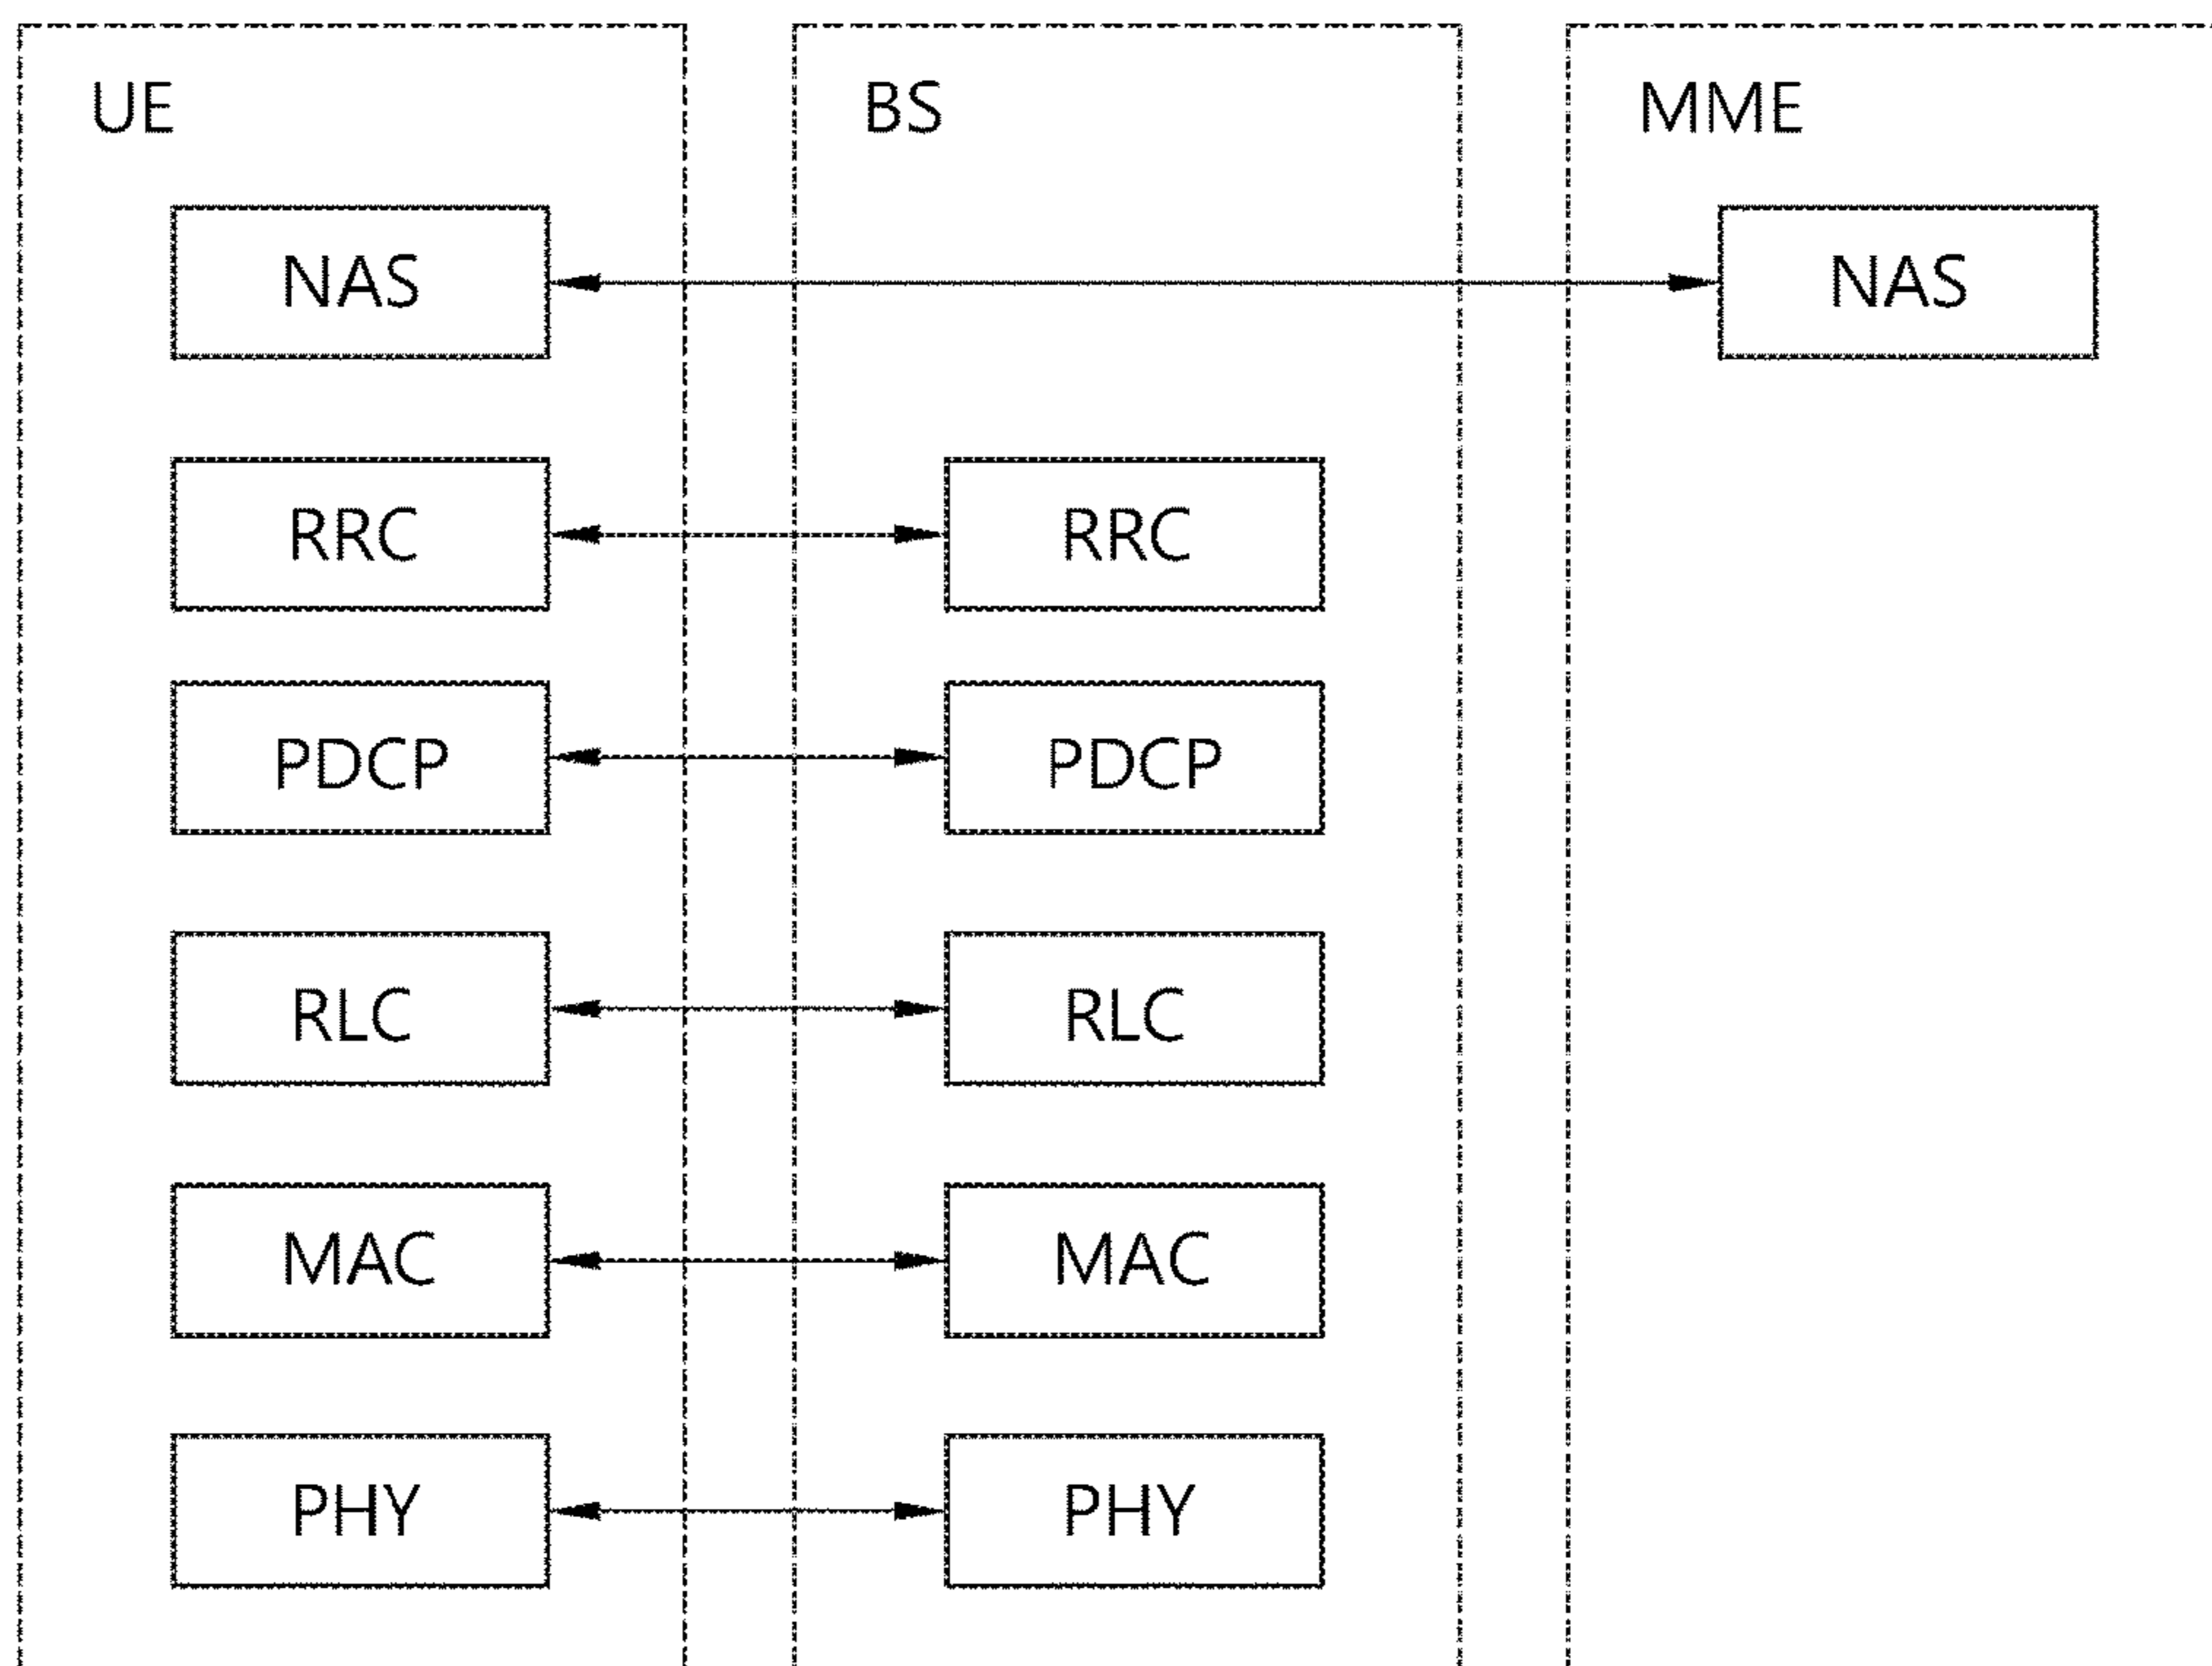 UE
BS
MME
NAS
NAS
RRC
RRC
PDCP
PDCP
RLC
RLC
MAC
MAC
PHY
PHY